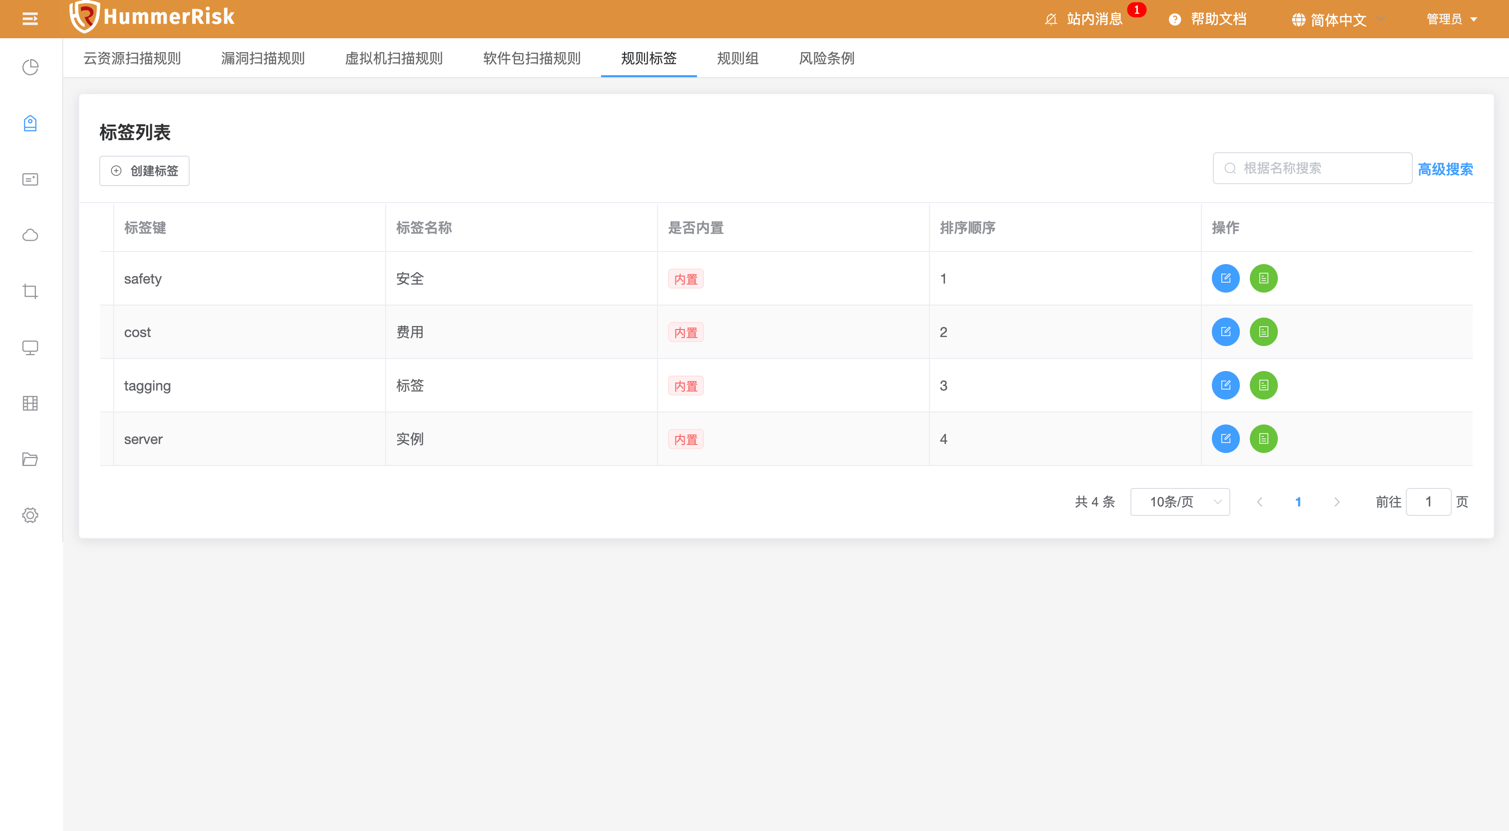 HummerRisk
站内消息 1 帮助文档 简体中文 管理员
云资源扫描规则 漏洞扫描规则 虚拟机扫描规则 软件包扫描规则 规则标签 规则组 风险条例
标签列表
创建标签 根据名称搜索 高级搜索
标签键 标签名称 是否内置 排序顺序 操作
safety 安全 内置 1
cost 费用 内置 2
tagging 标签 内置 3
server 实例 内置 4
共 4 条 10条/页 1 前往 1 页